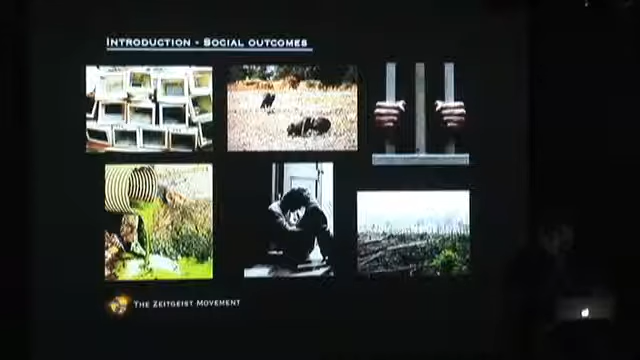 Introduction - Social outcomes
The Zeitgeist Movement